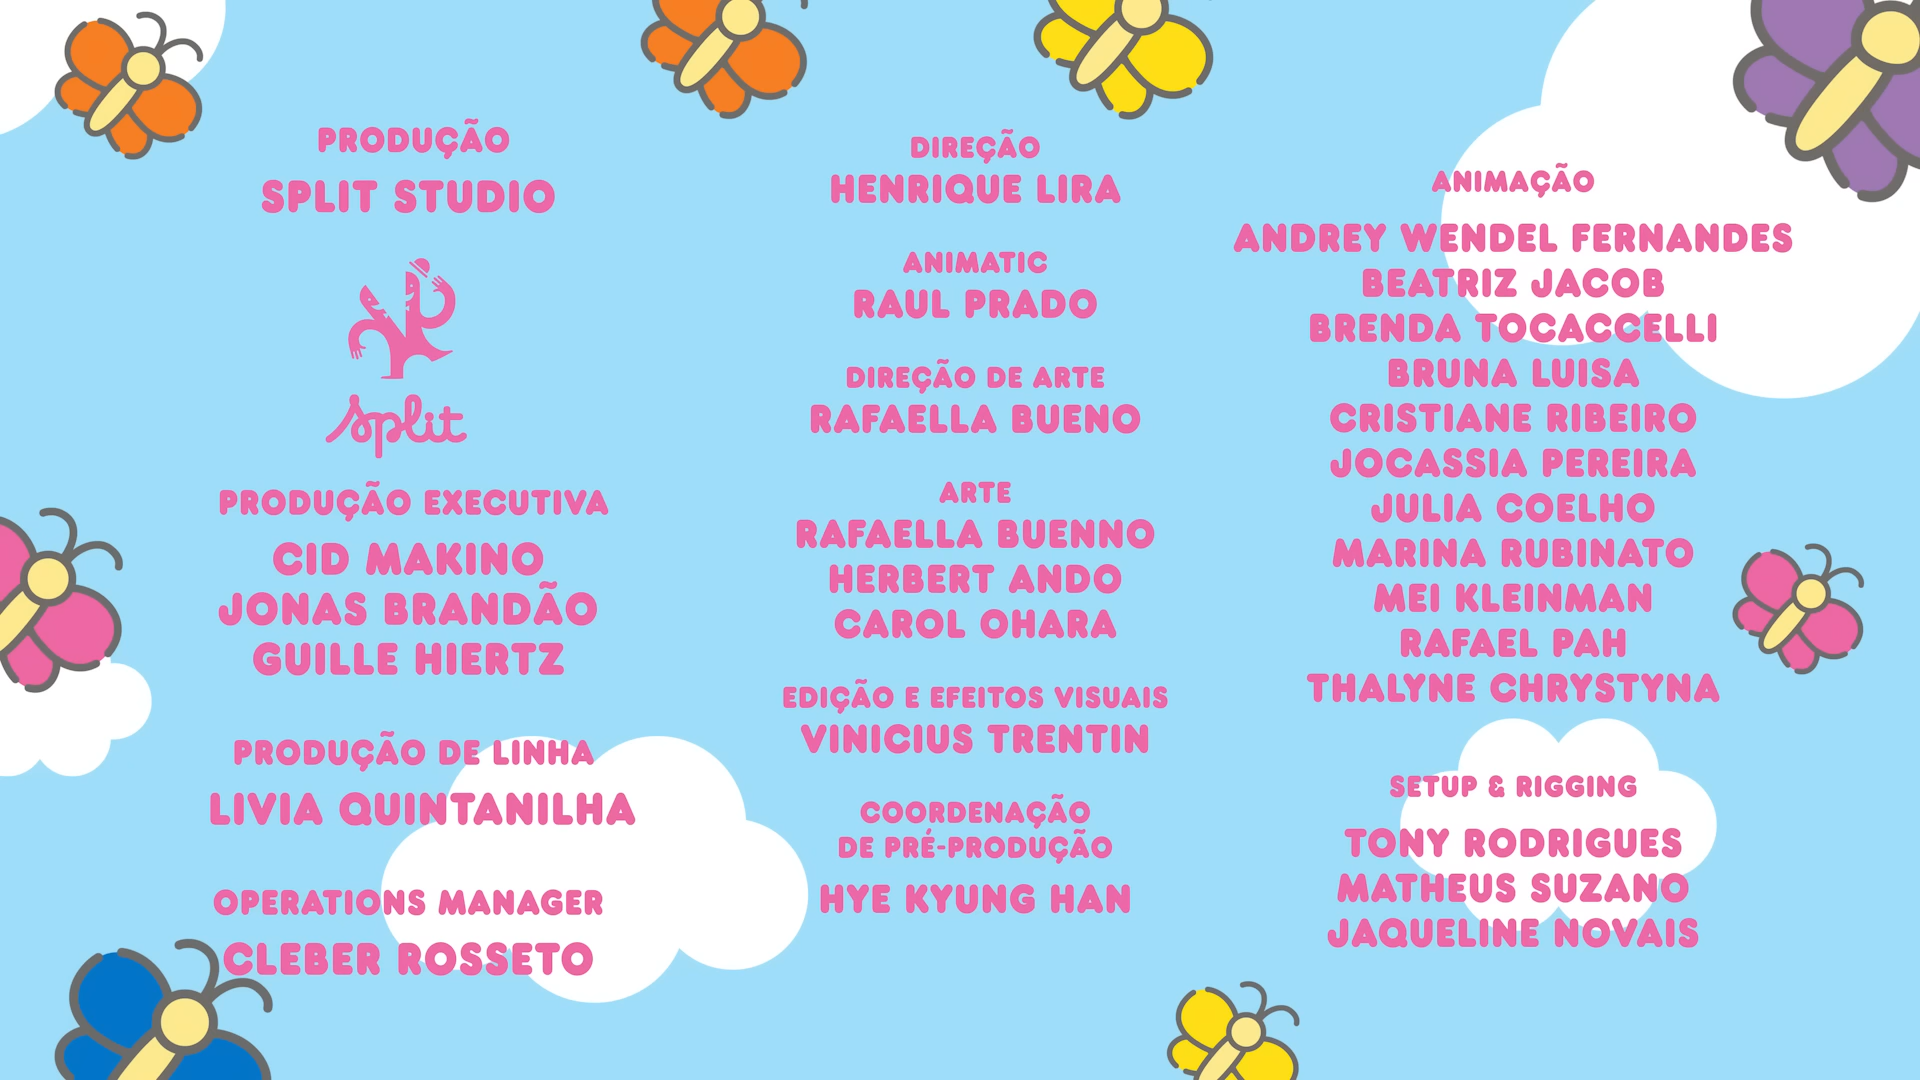 PRODUÇÃO
SPLIT STUDIO
split
PRODUÇÃO EXECUTIVA
CID MAKINO
JONAS BRANDÃO
GUILLE HIERTZ
PRODUÇÃO DE LINHA
LIVIA QUINTANILHA
OPERATIONS MANAGER
CLEBER ROSSETO
DIREÇÃO
HENRIQUE LIRA
ANIMATIC
RAUL PRADO
DIREÇÃO DE ARTE
RAFAELLA BUENO
ARTE
RAFAELLA BUENNO
HERBERT ANDO
CAROL OHARA
EDIÇÃO E EFEITOS VISUAIS
VINICIUS TRENTIN
COORDENAÇÃO
DE PRÉ-PRODUÇÃO
HYE KYUNG HAN
ANIMAÇÃO
ANDREY WENDEL FERNANDES
BEATRIZ JACOB
BRENDA TOCACCELLI
BRUNA LUISA
CRISTIANE RIBEIRO
JOCASSIA PEREIRA
JULIA COELHO
MARINA RUBINATO
MEI KLEINMAN
RAFAEL PAH
THALYNE CHRYSTYNA
SETUP & RIGGING
TONY RODRIGUES
MATHEUS SUZANO
JAQUELINE NOVAIS